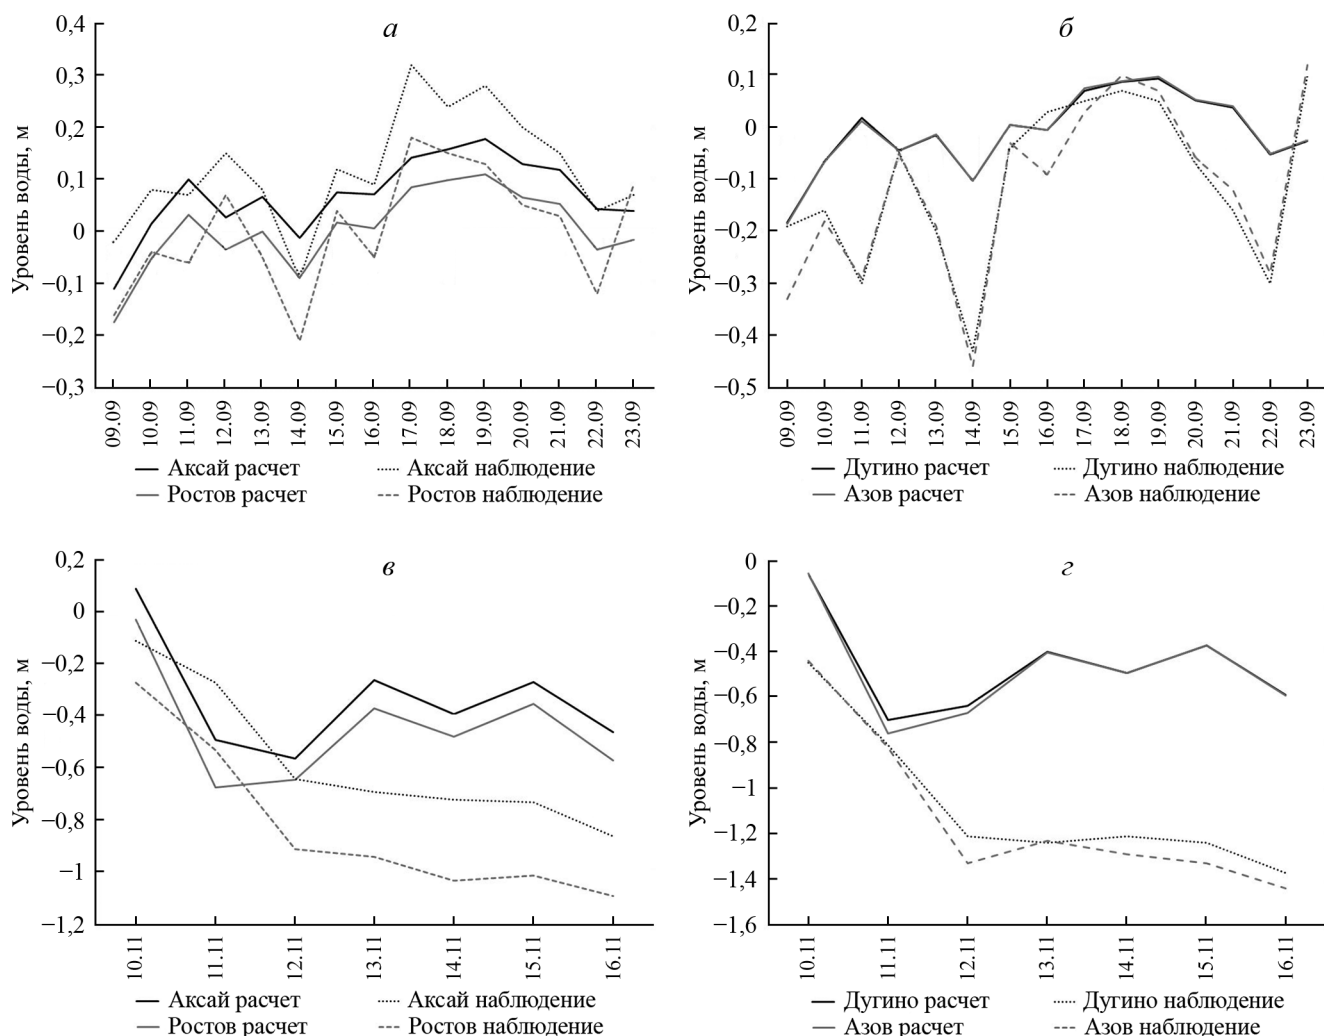 а
Уровень воды, м
0,4
0,3
0,2
0,1
0
−0,1
−0,2
−0,3
09.09 10.09 11.09 12.09 13.09 14.09 15.09 16.09 17.09 18.09 19.09 20.09 21.09 22.09 23.09
Аксай расчет Аксай наблюдение
Ростов расчет Ростов наблюдение
б
Уровень воды, м
0,2
0,1
0
−0,1
−0,2
−0,3
−0,4
−0,5
09.09 10.09 11.09 12.09 13.09 14.09 15.09 16.09 17.09 18.09 19.09 20.09 21.09 22.09 23.09
Дугино расчет Дугино наблюдение
Азов расчет Азов наблюдение
в
Уровень воды, м
0,2
0
−0,2
−0,4
−0,6
−0,8
−1
−1,2
10.11 11.11 12.11 13.11 14.11 15.11 16.11
Аксай расчет Аксай наблюдение
Ростов расчет Ростов наблюдение
г
Уровень воды, м
0
−0,2
−0,4
−0,6
−0,8
−1
−1,2
−1,4
−1,6
10.11 11.11 12.11 13.11 14.11 15.11 16.11
Дугино расчет Дугино наблюдение
Азов расчет Азов наблюдение